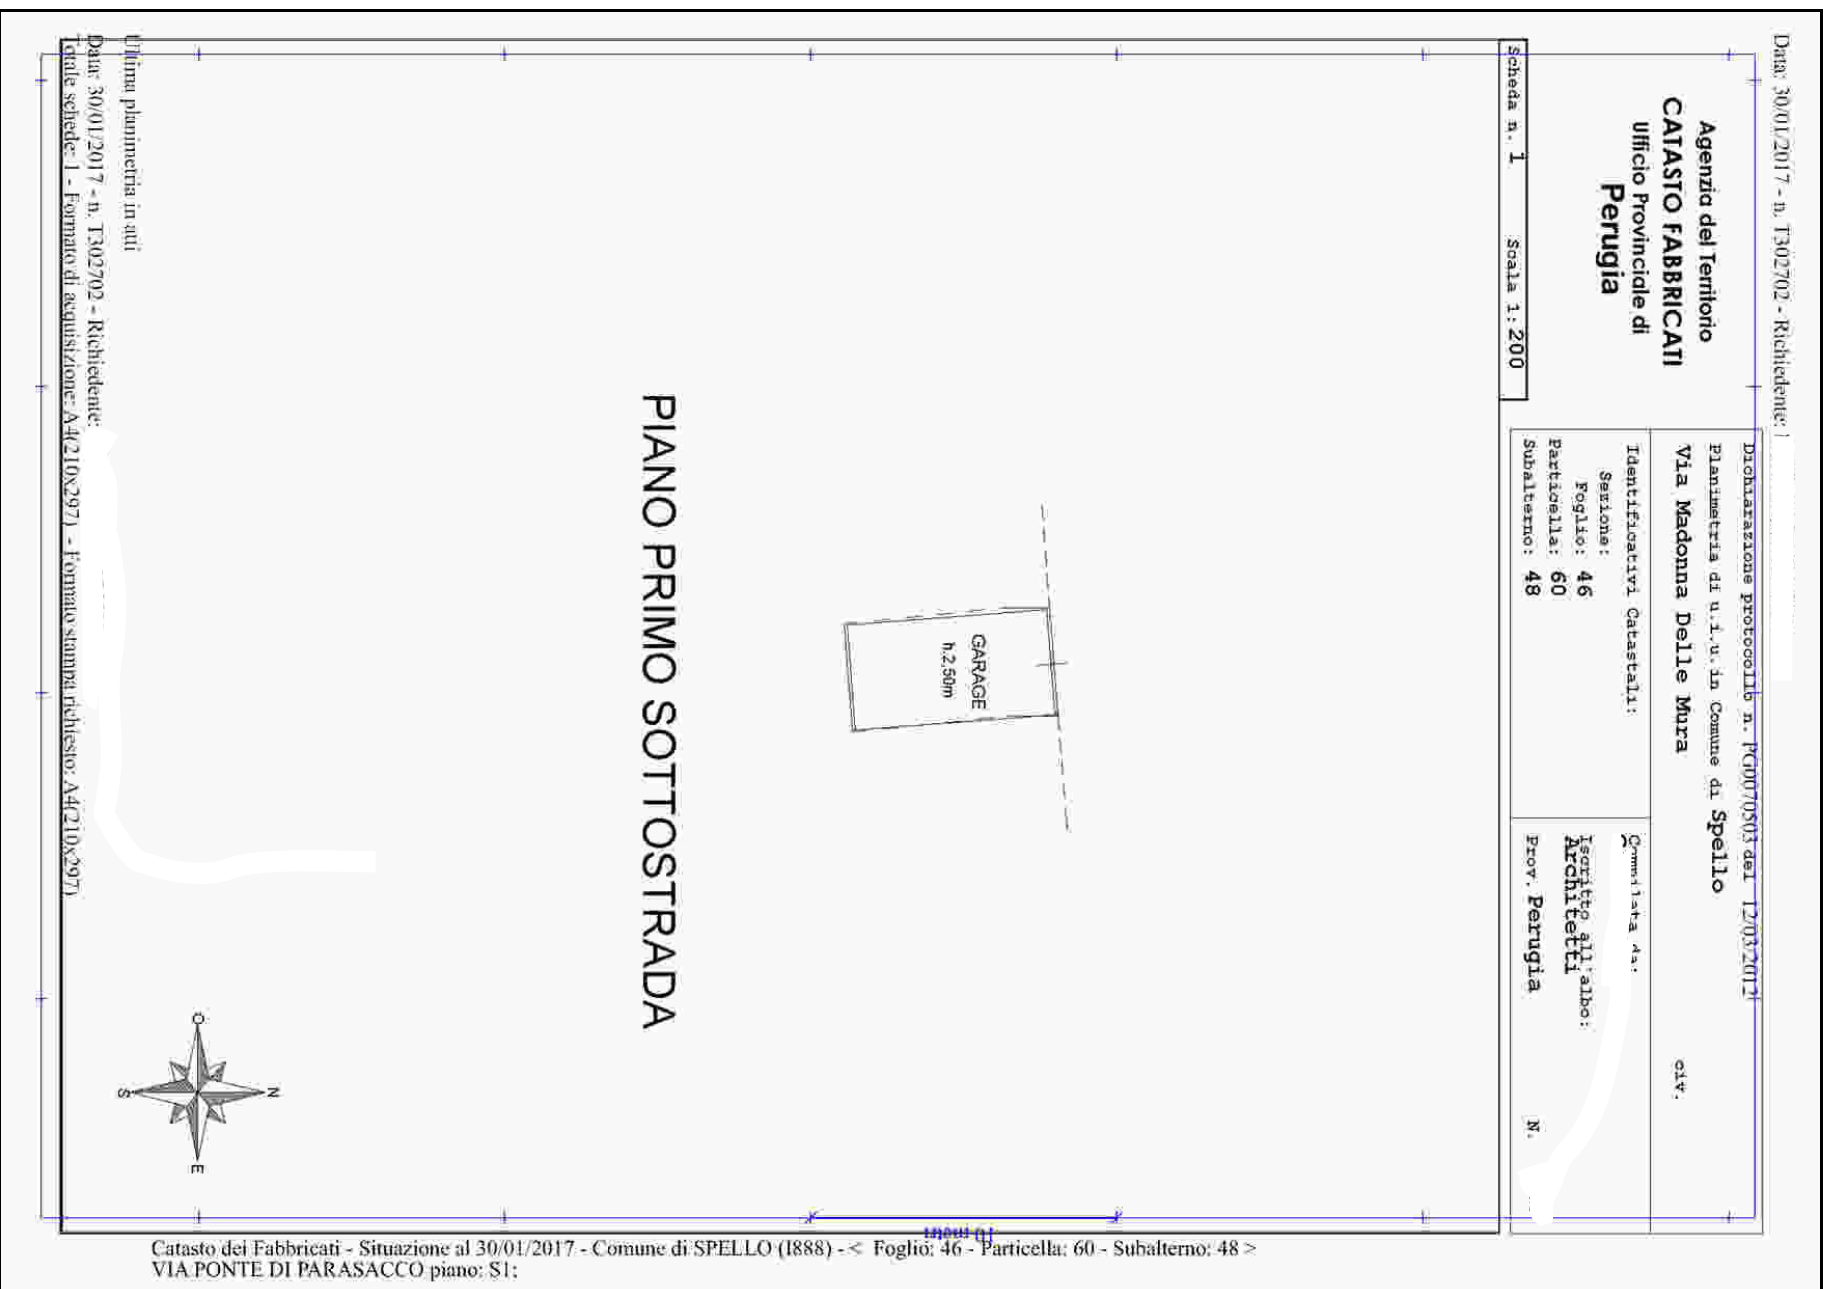 Data: 30/01/2017 - n. T302702 - Richiedente:
Agenzia del Territorio
CATASTO FABBRICATI
Ufficio Provinciale di
Perugia
Dichiarazione protocollo n. PG0070503 del 12/03/2012
Planimetria di u.i.u. in Comune di Spello
Via Madonna Delle Mura civ.
Identificativi Catastali:
Sezione:
Foglio: 46
Particella: 60
Subalterno: 48
Compilata da:
Iscritto all'albo:
Architetti
Prov. Perugia N.
Scheda n. 1 Scala 1: 200
GARAGE
h.2,50m
PIANO PRIMO SOTTOSTRADA
O
N
S
E
10 metri
Ultima planimetria in atti
Data: 30/01/2017 - n. T302702 - Richiedente:
Totale schede: 1 - Formato di acquisizione: A4(210x297) - Formato stampa richiesto: A4(210x297)
Catasto dei Fabbricati - Situazione al 30/01/2017 - Comune di SPELLO (I888) - < Foglio: 46 - Particella: 60 - Subalterno: 48 >
VIA PONTE DI PARASACCO piano: S1;